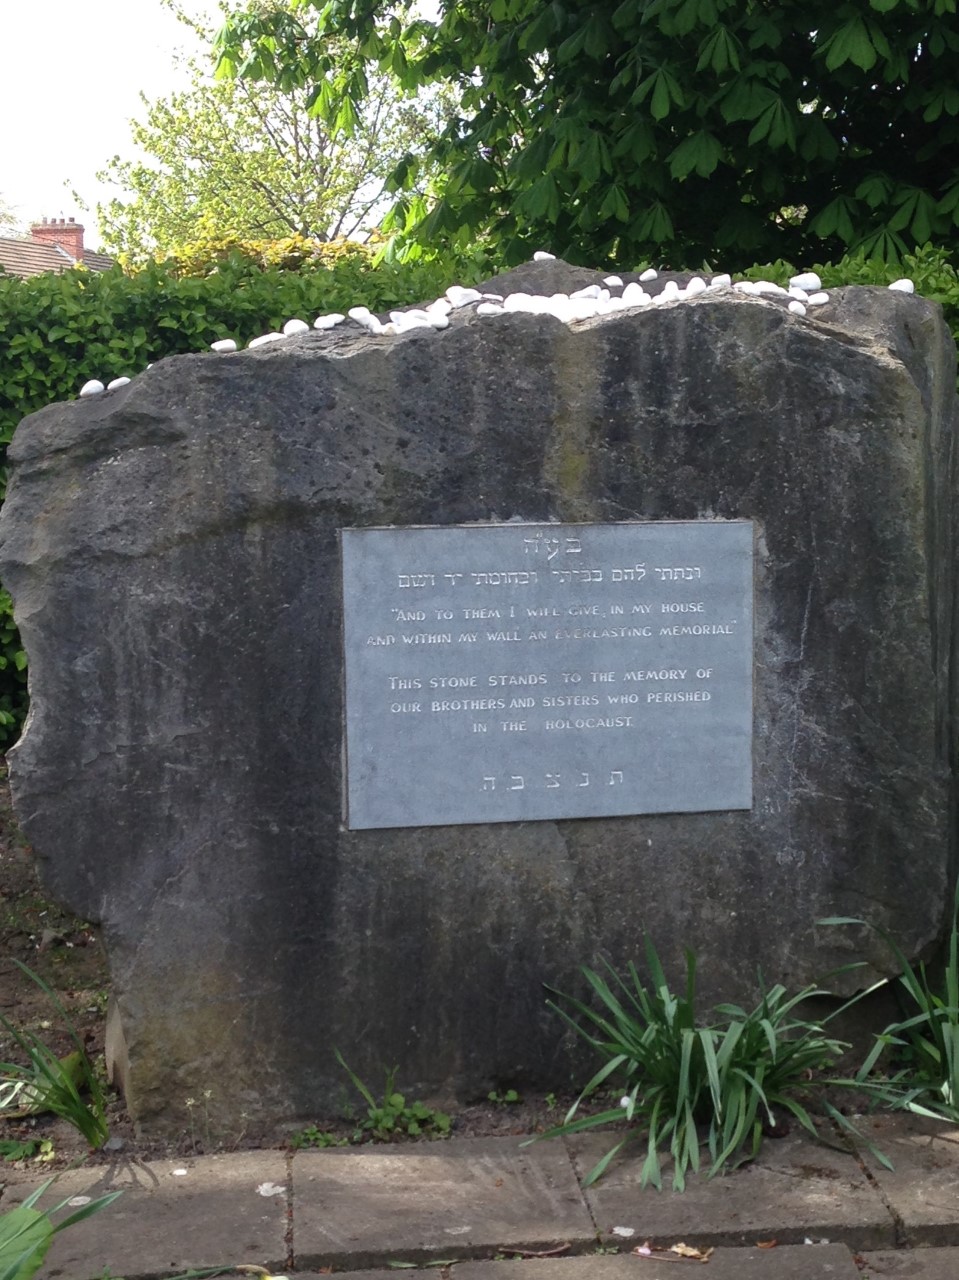 בע״ה
ונתתי להם בביתי ובחומתי יד ושם
"AND TO THEM I WILL GIVE, IN MY HOUSE
AND WITHIN MY WALL AN EVERLASTING MEMORIAL"
THIS STONE STANDS TO THE MEMORY OF
OUR BROTHERS AND SISTERS WHO PERISHED
IN THE HOLOCAUST.
ת נ.צ ב.ה.